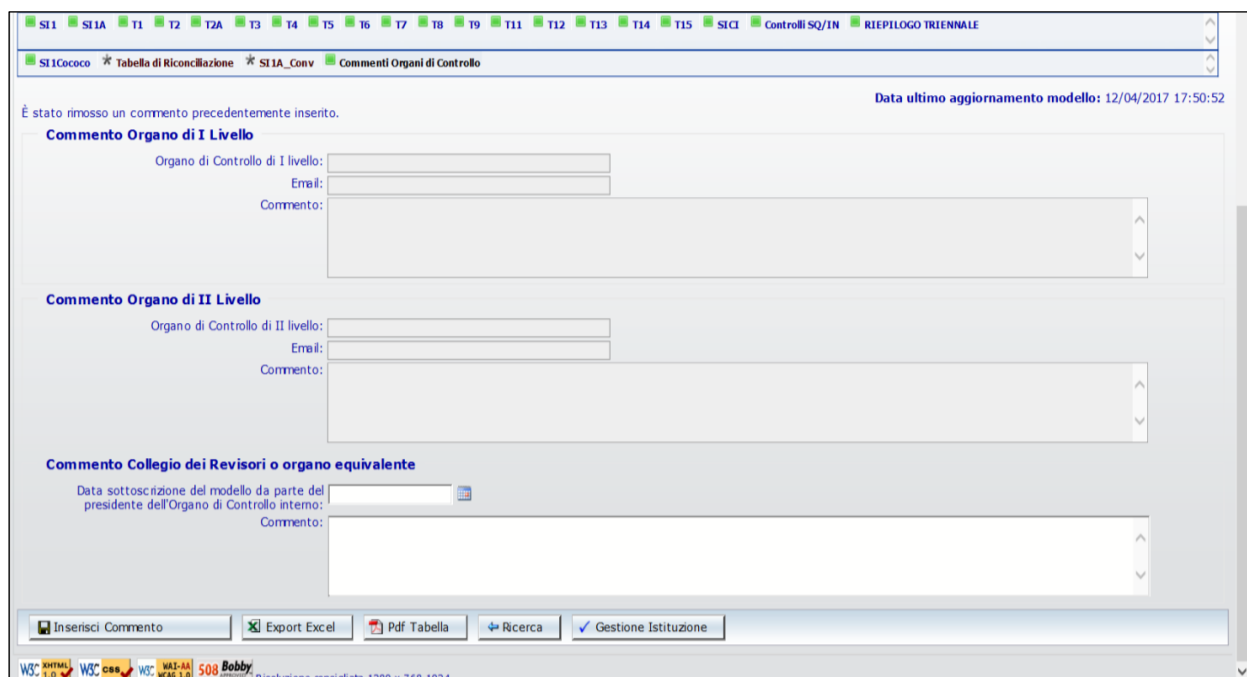 SI1 SI1A T1 T2 T2A T3 T4 T5 T6 T7 T8 T9 T11 T12 T13 T14 T15 SICI Controlli SQ/IN RIEPILOGO TRIENNALE
SI1Cococo Tabella di Riconciliazione SI1A_Conv Commenti Organi di Controllo
Data ultimo aggiornamento modello: 12/04/2017 17:50:52
È stato rimosso un commento precedentemente inserito.
Commento Organo di I Livello
Organo di Controllo di I livello:
Email:
Commento:
Commento Organo di II Livello
Organo di Controllo di II livello:
Email:
Commento:
Commento Collegio dei Revisori o organo equivalente
Data sottoscrizione del modello da parte del
presidente dell'Organo di Controllo interno:
Commento:
Inserisci Commento Export Excel Pdf Tabella Ricerca Gestione Istituzione
W3C XHTML 1.0 W3C css W3C WAI-AA WCAG 1.0 508 Bobby APPROVED Risoluzione consigliata 1280 x 768-1024